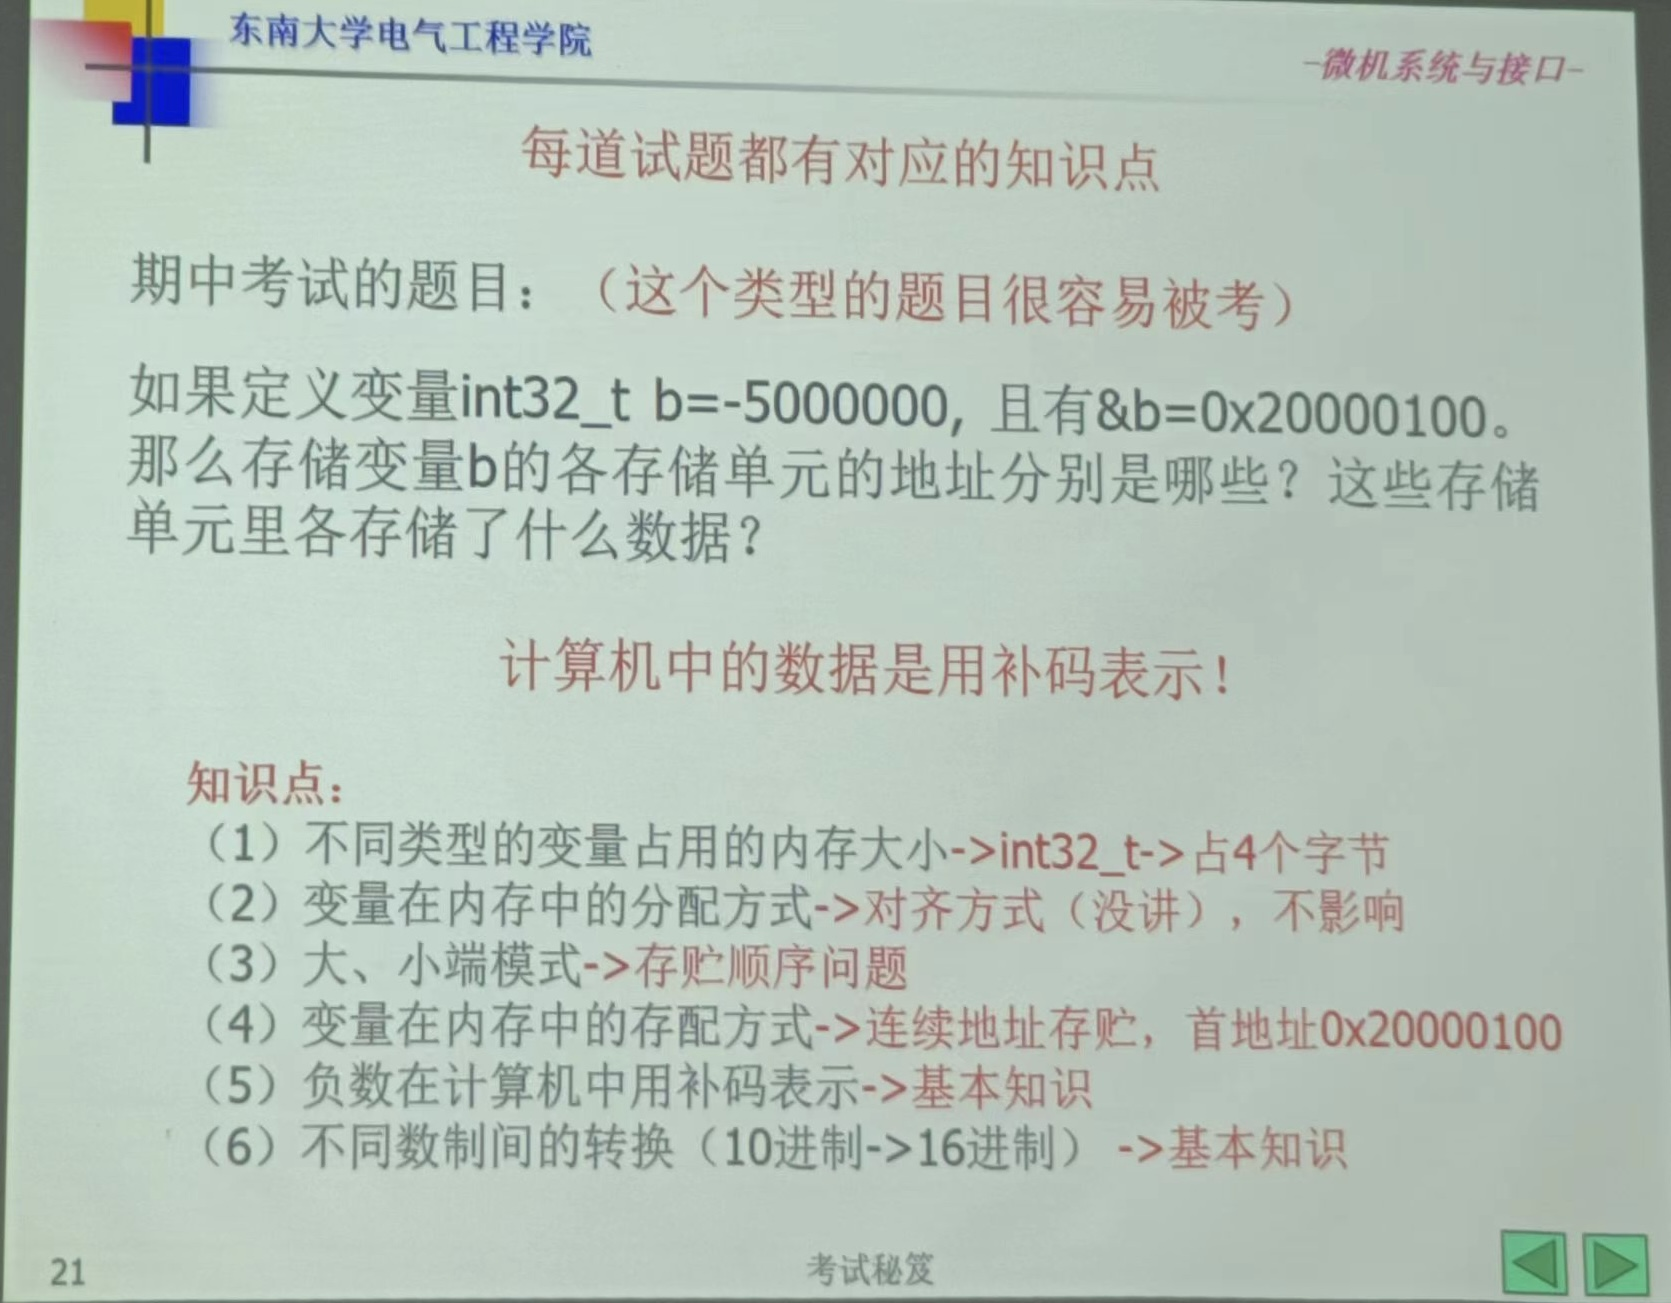 东南大学电气工程学院
-微机系统与接口-
每道试题都有对应的知识点
期中考试的题目：（这个类型的题目很容易被考）
如果定义变量int32_t b=-5000000, 且有&b=0x20000100。
那么存储变量b的各存储单元的地址分别是哪些？这些存储
单元里各存储了什么数据？
计算机中的数据是用补码表示！
知识点：
（1）不同类型的变量占用的内存大小->int32_t->占4个字节
（2）变量在内存中的分配方式->对齐方式（没讲），不影响
（3）大、小端模式->存贮顺序问题
（4）变量在内存中的存配方式->连续地址存贮，首地址0x20000100
（5）负数在计算机中用补码表示->基本知识
（6）不同数制间的转换（10进制->16进制） ->基本知识
21
考试秘笈